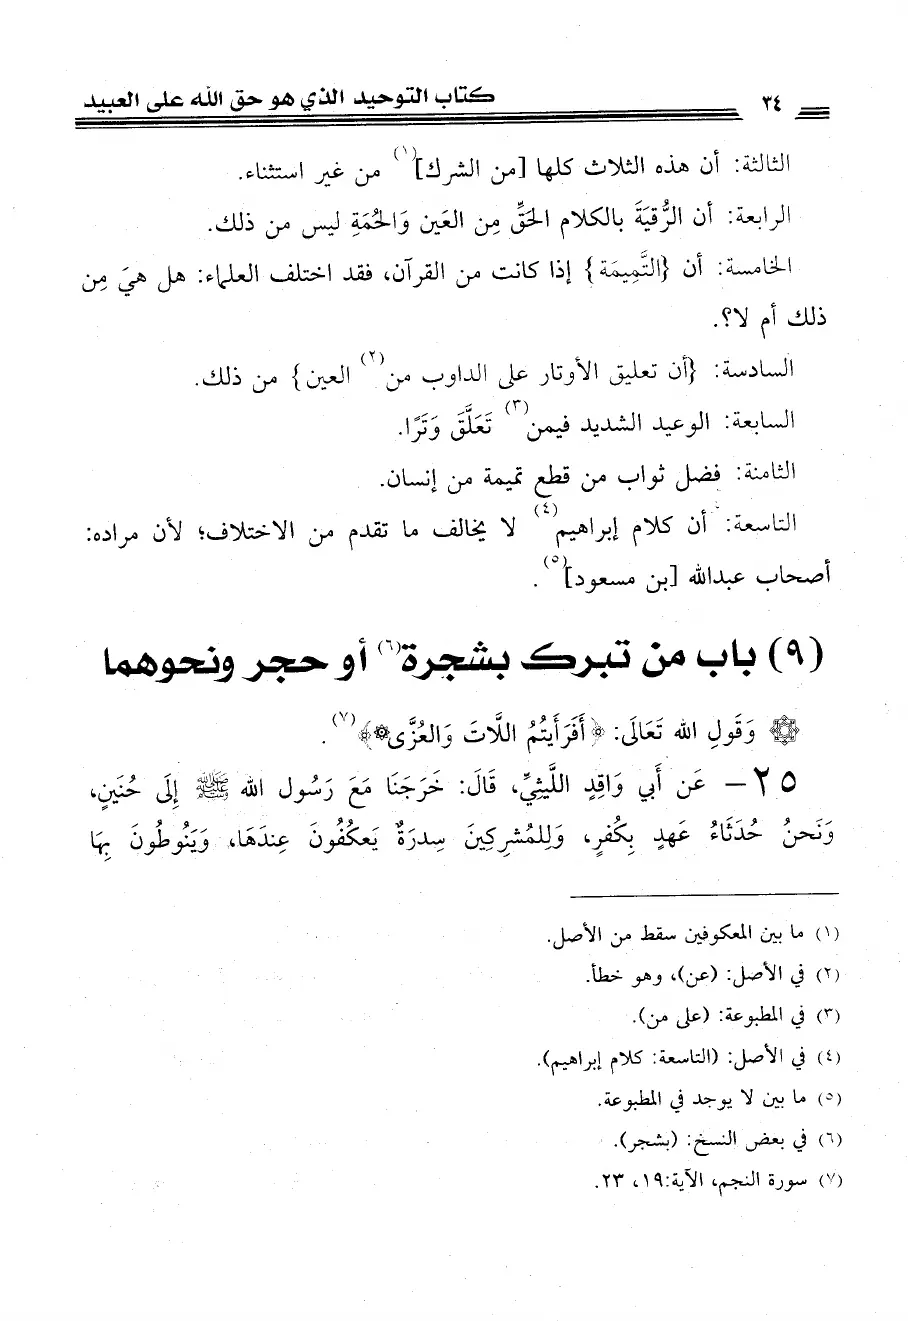 ٣٤ كتاب التوحيد الذي هو حق الله على العبيد
الثالثة: أن هذه الثلاث كلها [من الشرك](١) من غير استثناء.
الرابعة: أن الرُّقيَةَ بالكلام الحَقِّ مِن العَين وَالحُمَةِ ليس من ذلك.
الخامسة: أن {التَّمِيمَة} إذا كانت من القرآن، فقد اختلف العلماء: هل هيَ مِن
ذلك أم لا؟.
السادسة: {أن تعليق الأوتار على الداوب من(٢) العين} من ذلك.
السابعة: الوعيد الشديد فيمن(٣) تَعَلَّقَ وَتَرًا.
الثامنة: فضل ثواب من قطع تميمة من إنسان.
التاسعة: أن كلام إبراهيم(٤) لا يخالف ما تقدم من الاختلاف؛ لأن مراده:
أصحاب عبدالله [بن مسعود](٥).
(٩) باب من تبرك بشجرة(٦) أو حجر ونحوهما
وَقَولِ الله تَعَالَى: ﴿أَفَرَأَيتُمُ اللَّاتَ وَالعُزَّى﴾(٧).
٢٥ - عَن أَبي وَاقِدٍ اللَّيثِيِّ، قَالَ: خَرَجنَا مَعَ رَسُول الله ﷺ إِلَى حُنَينٍ،
وَنَحنُ حُدَثَاءُ عَهدٍ بِكُفرٍ، وَلِلمُشرِكِينَ سِدرَةٌ يَعكُفُونَ عِندَهَا، وَيَنُوطُونَ بِهَا
(١) ما بين المعكوفين سقط من الأصل.
(٢) في الأصل: (عن)، وهو خطأ.
(٣) في المطبوعة: (على من).
(٤) في الأصل: (التاسعة: كلام إبراهيم).
(٥) ما بين لا يوجد في المطبوعة.
(٦) في بعض النسخ: (بشجر).
(٧) سورة النجم، الآية:١٩، ٢٣.